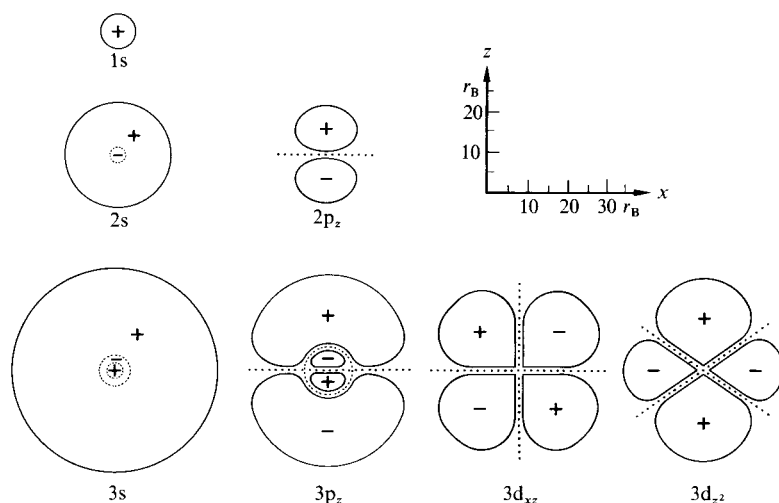 +
1s
+
−
2s
+
−
2p_z
z
r_B
20
10
10 20 30 r_B x
+
−
+
3s
+
−
+
−
3p_z
+ −
− +
3d_xz
+
− −
+
3d_z²